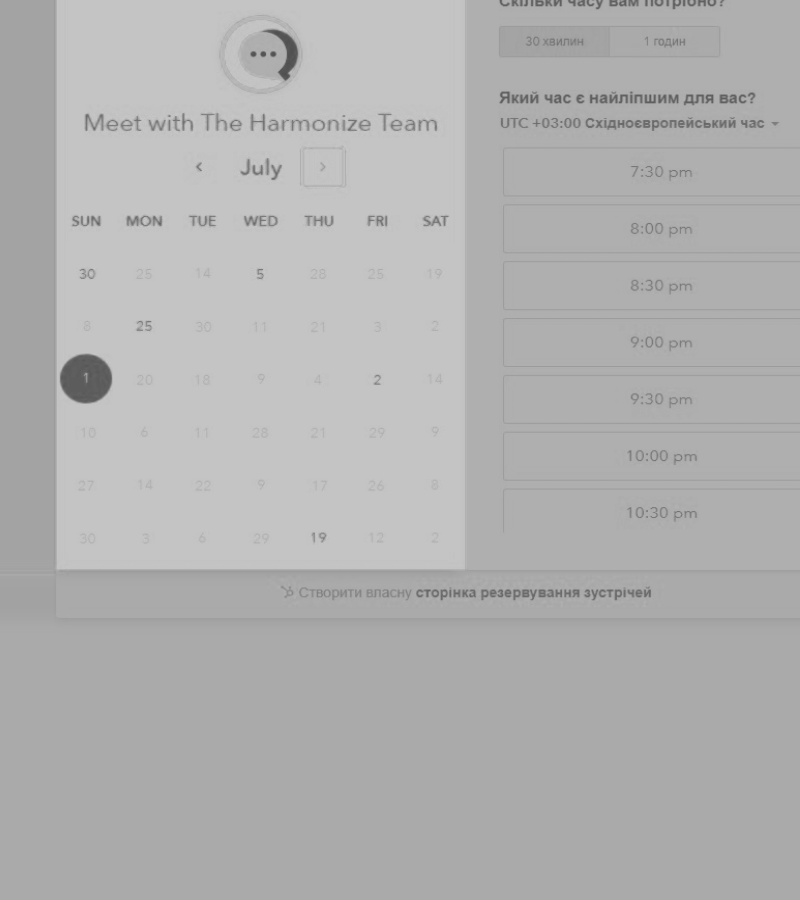 Meet with The Harmonize Team
July
SUN MON TUE WED THU FRI SAT
30 25 14 5 28 25 19
8 25 30 11 21 3 2
1 20 18 9 4 2 14
10 6 11 28 21 29 9
27 14 22 9 17 26 8
30 3 6 29 19 12 2
Скільки часу вам потрібно?
30 хвилин 1 годин
Який час є найліпшим для вас?
UTC +03:00 Східноєвропейський час
7:30 pm
8:00 pm
8:30 pm
9:00 pm
9:30 pm
10:00 pm
10:30 pm
Створити власну сторінка резервування зустрічей